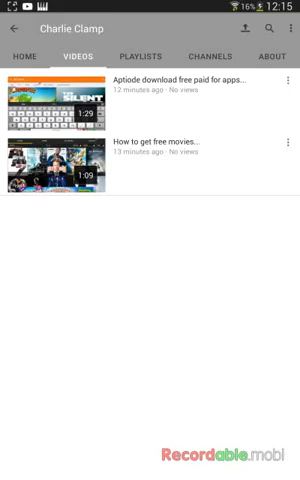 16% 12:15
Charlie Clamp
HOME VIDEOS PLAYLISTS CHANNELS ABOUT
Aptiode download free paid for apps...
12 minutes ago · No views
SILENT
1:29
How to get free movies...
13 minutes ago · No views
1:09
Recordable.mobi